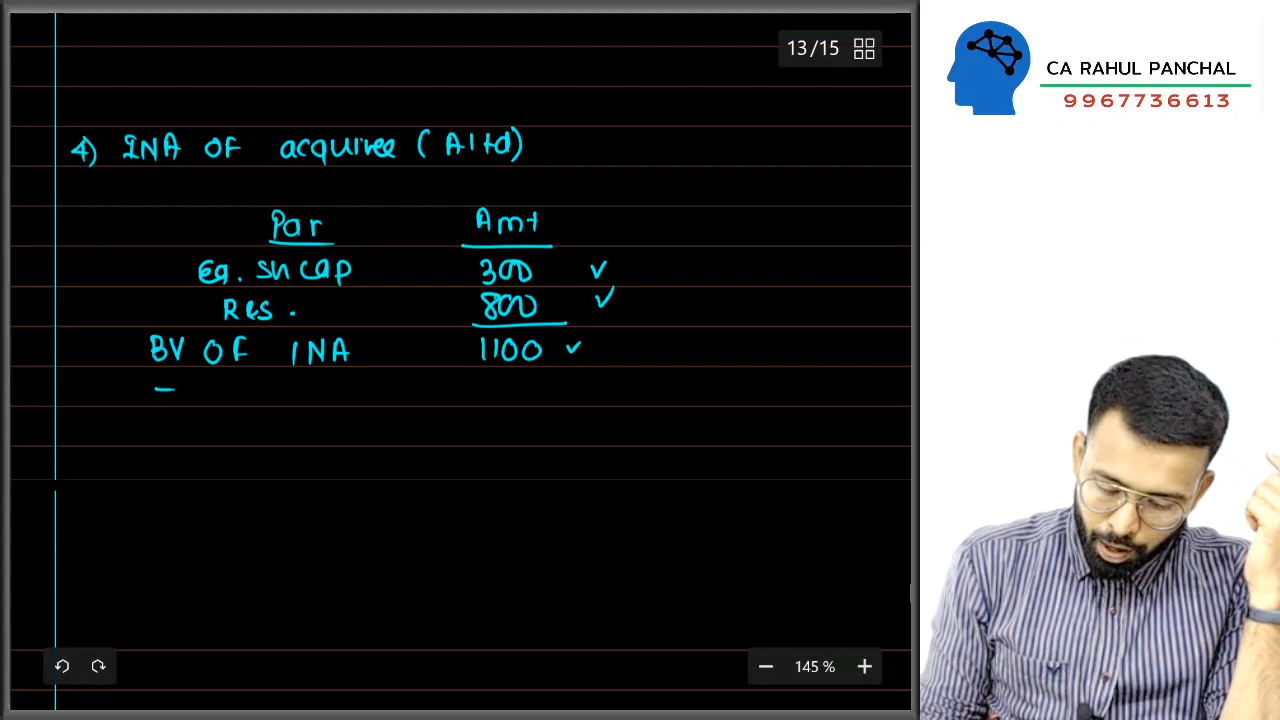 13/15
CA RAHUL PANCHAL
9967736613
4) INA OF acquiree (A ltd)
Par Amt
Eq. sh cap 300 ✓
Res. 800 ✓
BV OF INA 1100 ✓
–
145 %